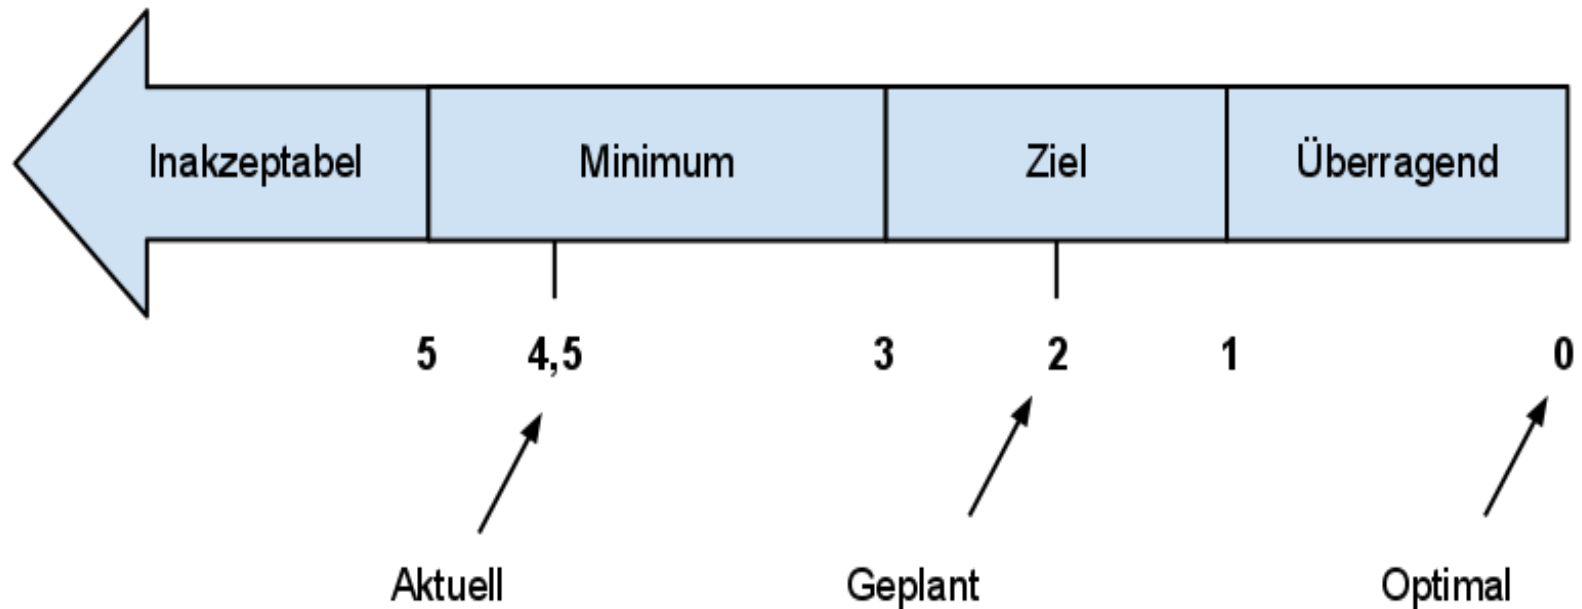 Inakzeptabel Minimum Ziel Überragend
5 4,5 3 2 1 0
Aktuell Geplant Optimal